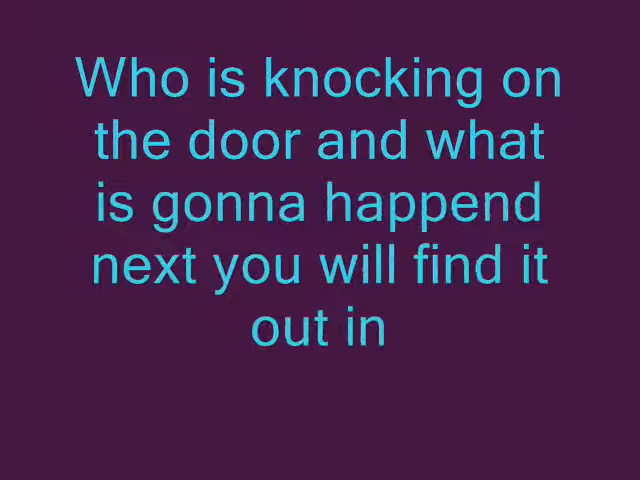 Who is knocking on
the door and what
is gonna happend
next you will find it
out in